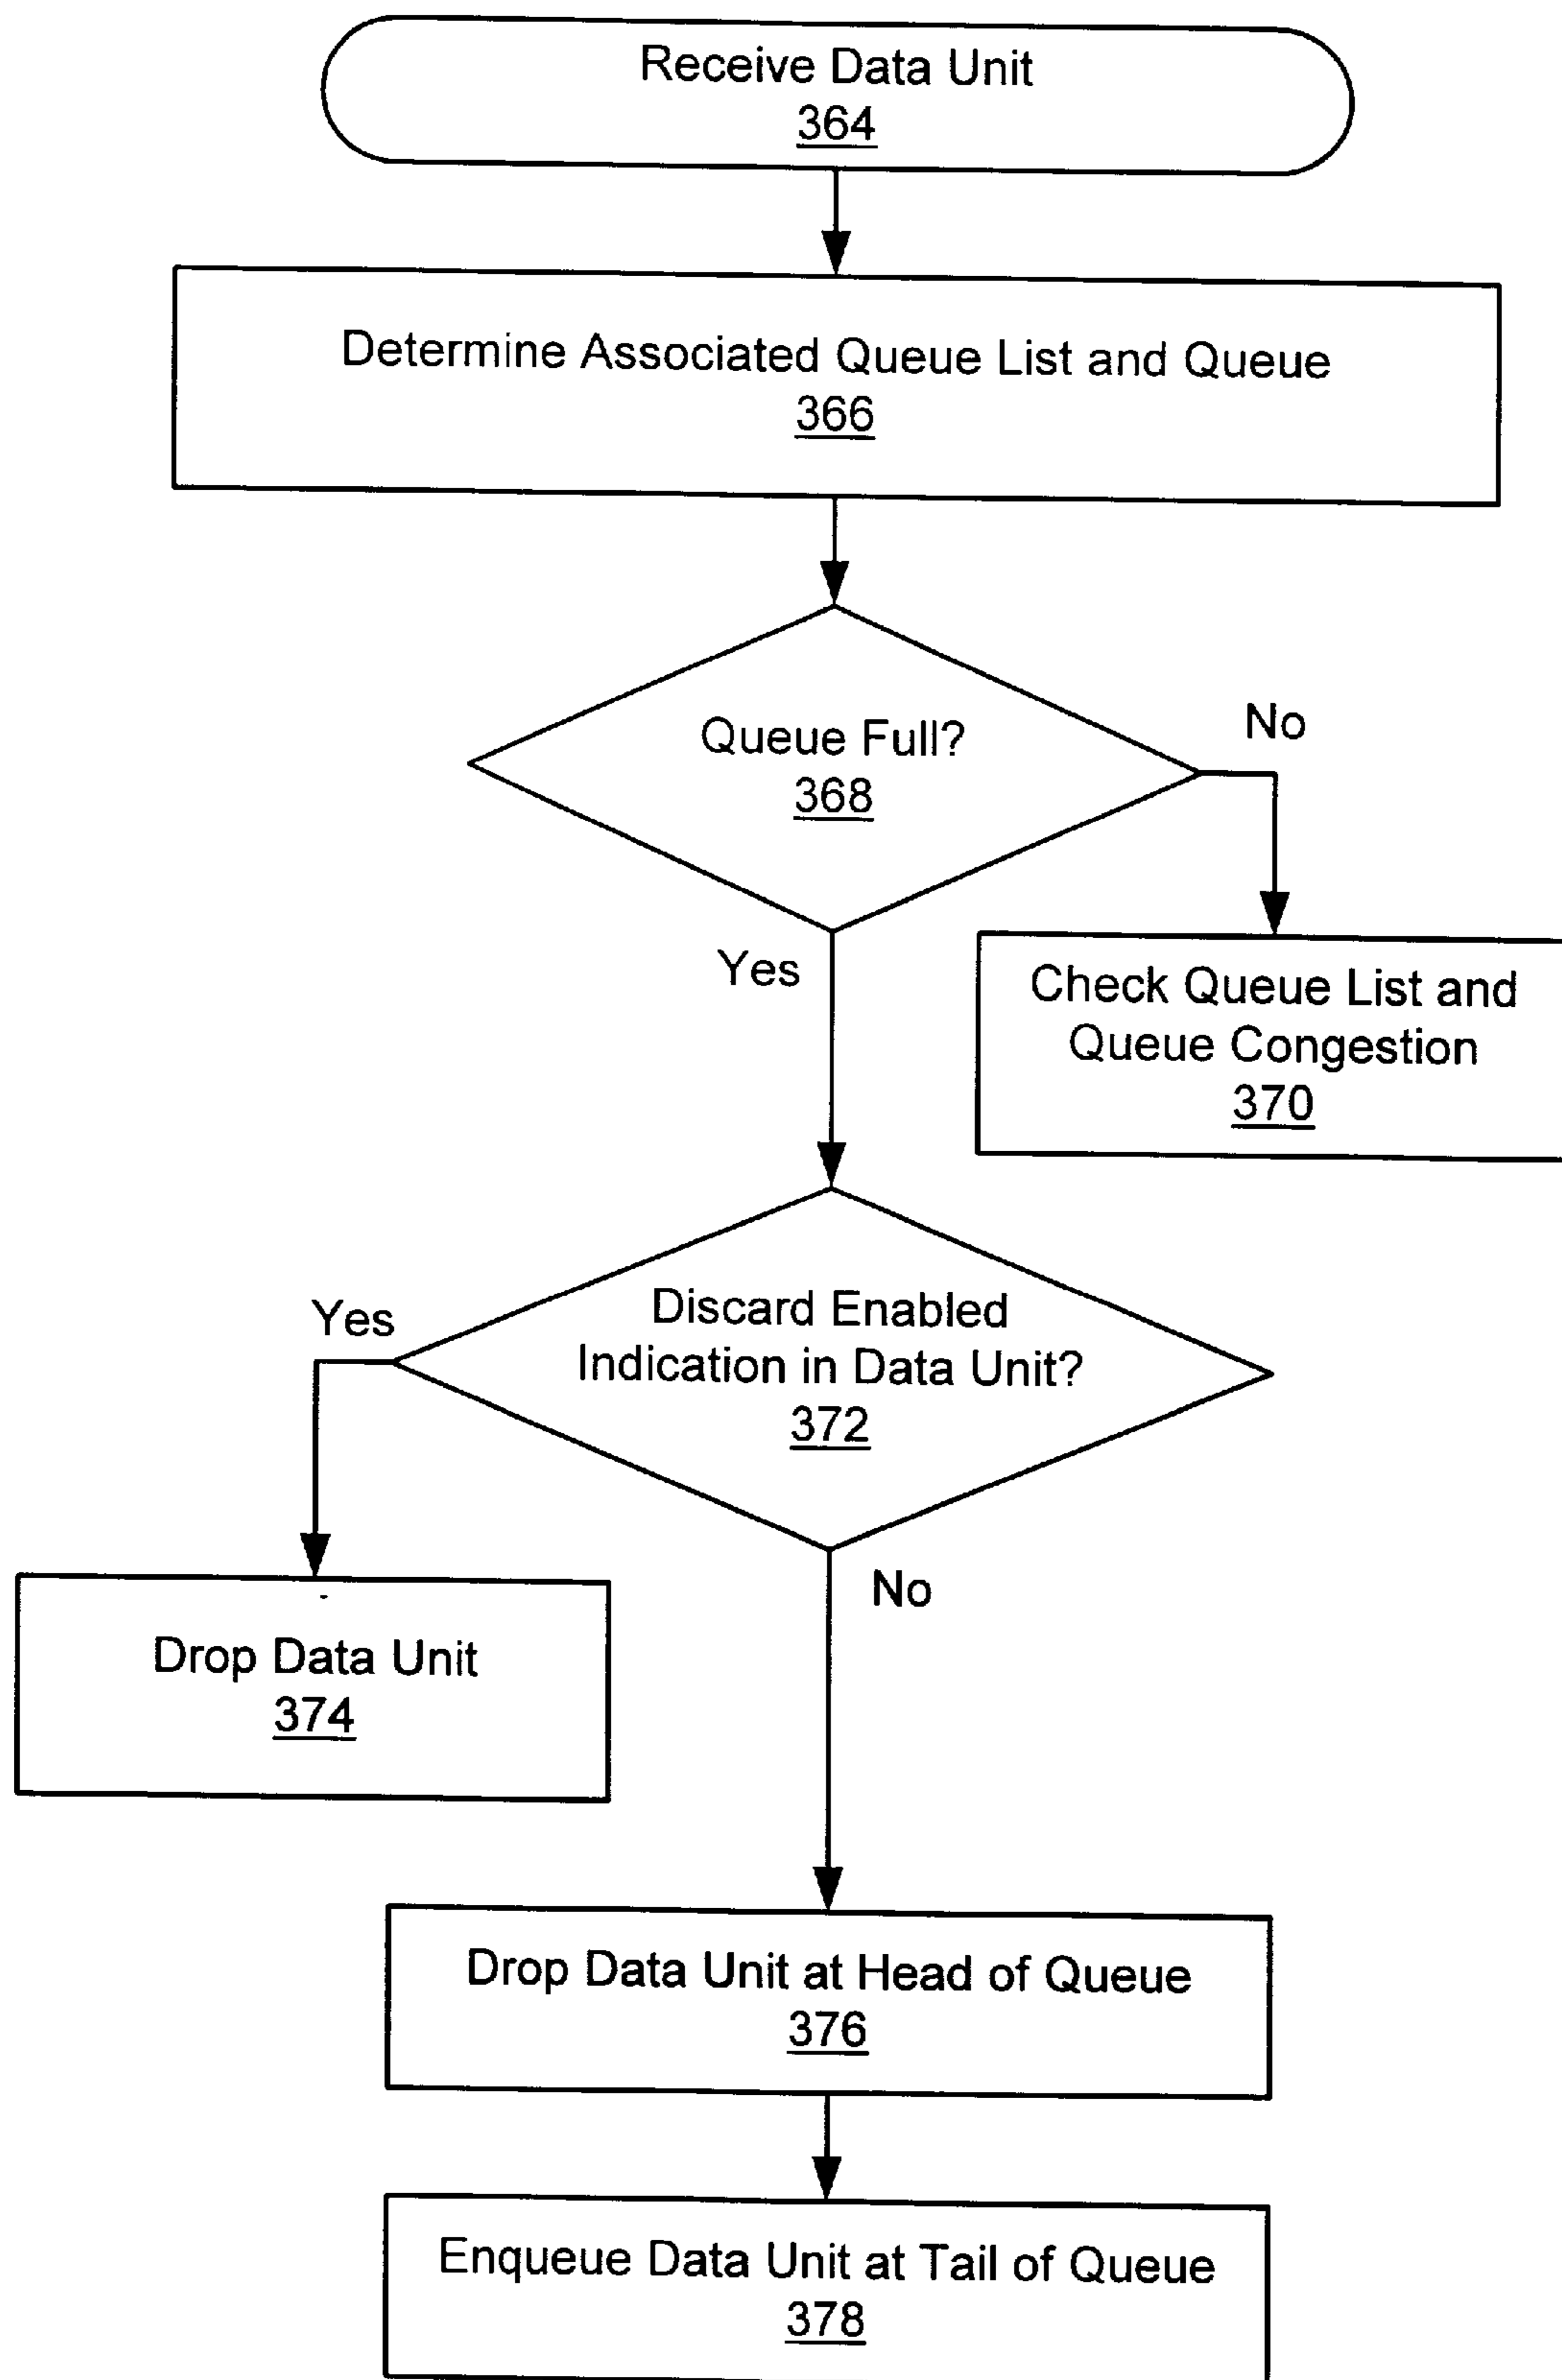 Receive Data Unit
364
Determine Associated Queue List and Queue
366
Queue Full?
368
No
Yes
Check Queue List and
Queue Congestion
370
Discard Enabled
Indication in Data Unit?
372
Yes
No
Drop Data Unit
374
Drop Data Unit at Head of Queue
376
Enqueue Data Unit at Tail of Queue
378